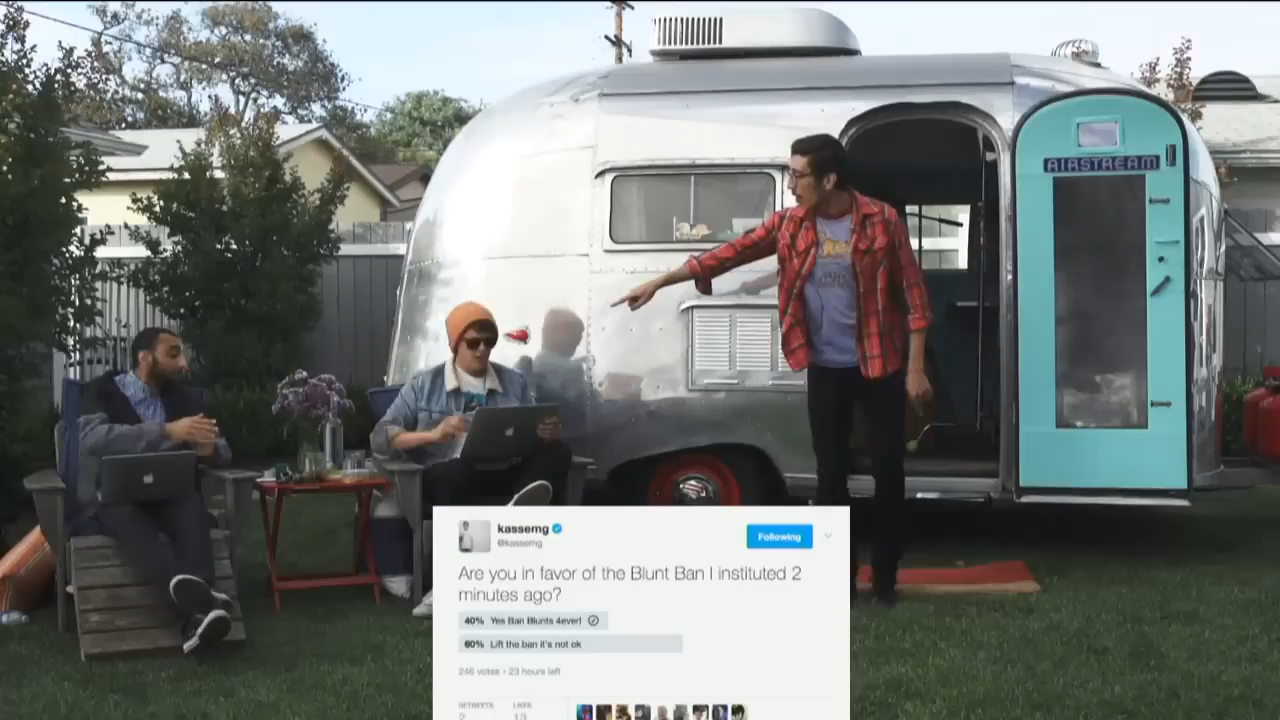 AIRSTREAM
kassemg
@kassemg
Following
Are you in favor of the Blunt Ban I instituted 2
minutes ago?
40% Yes Ban Blunts 4ever!
60% Lift the ban it's not ok
246 votes • 23 hours left
RETWEETS LIKES
2 13